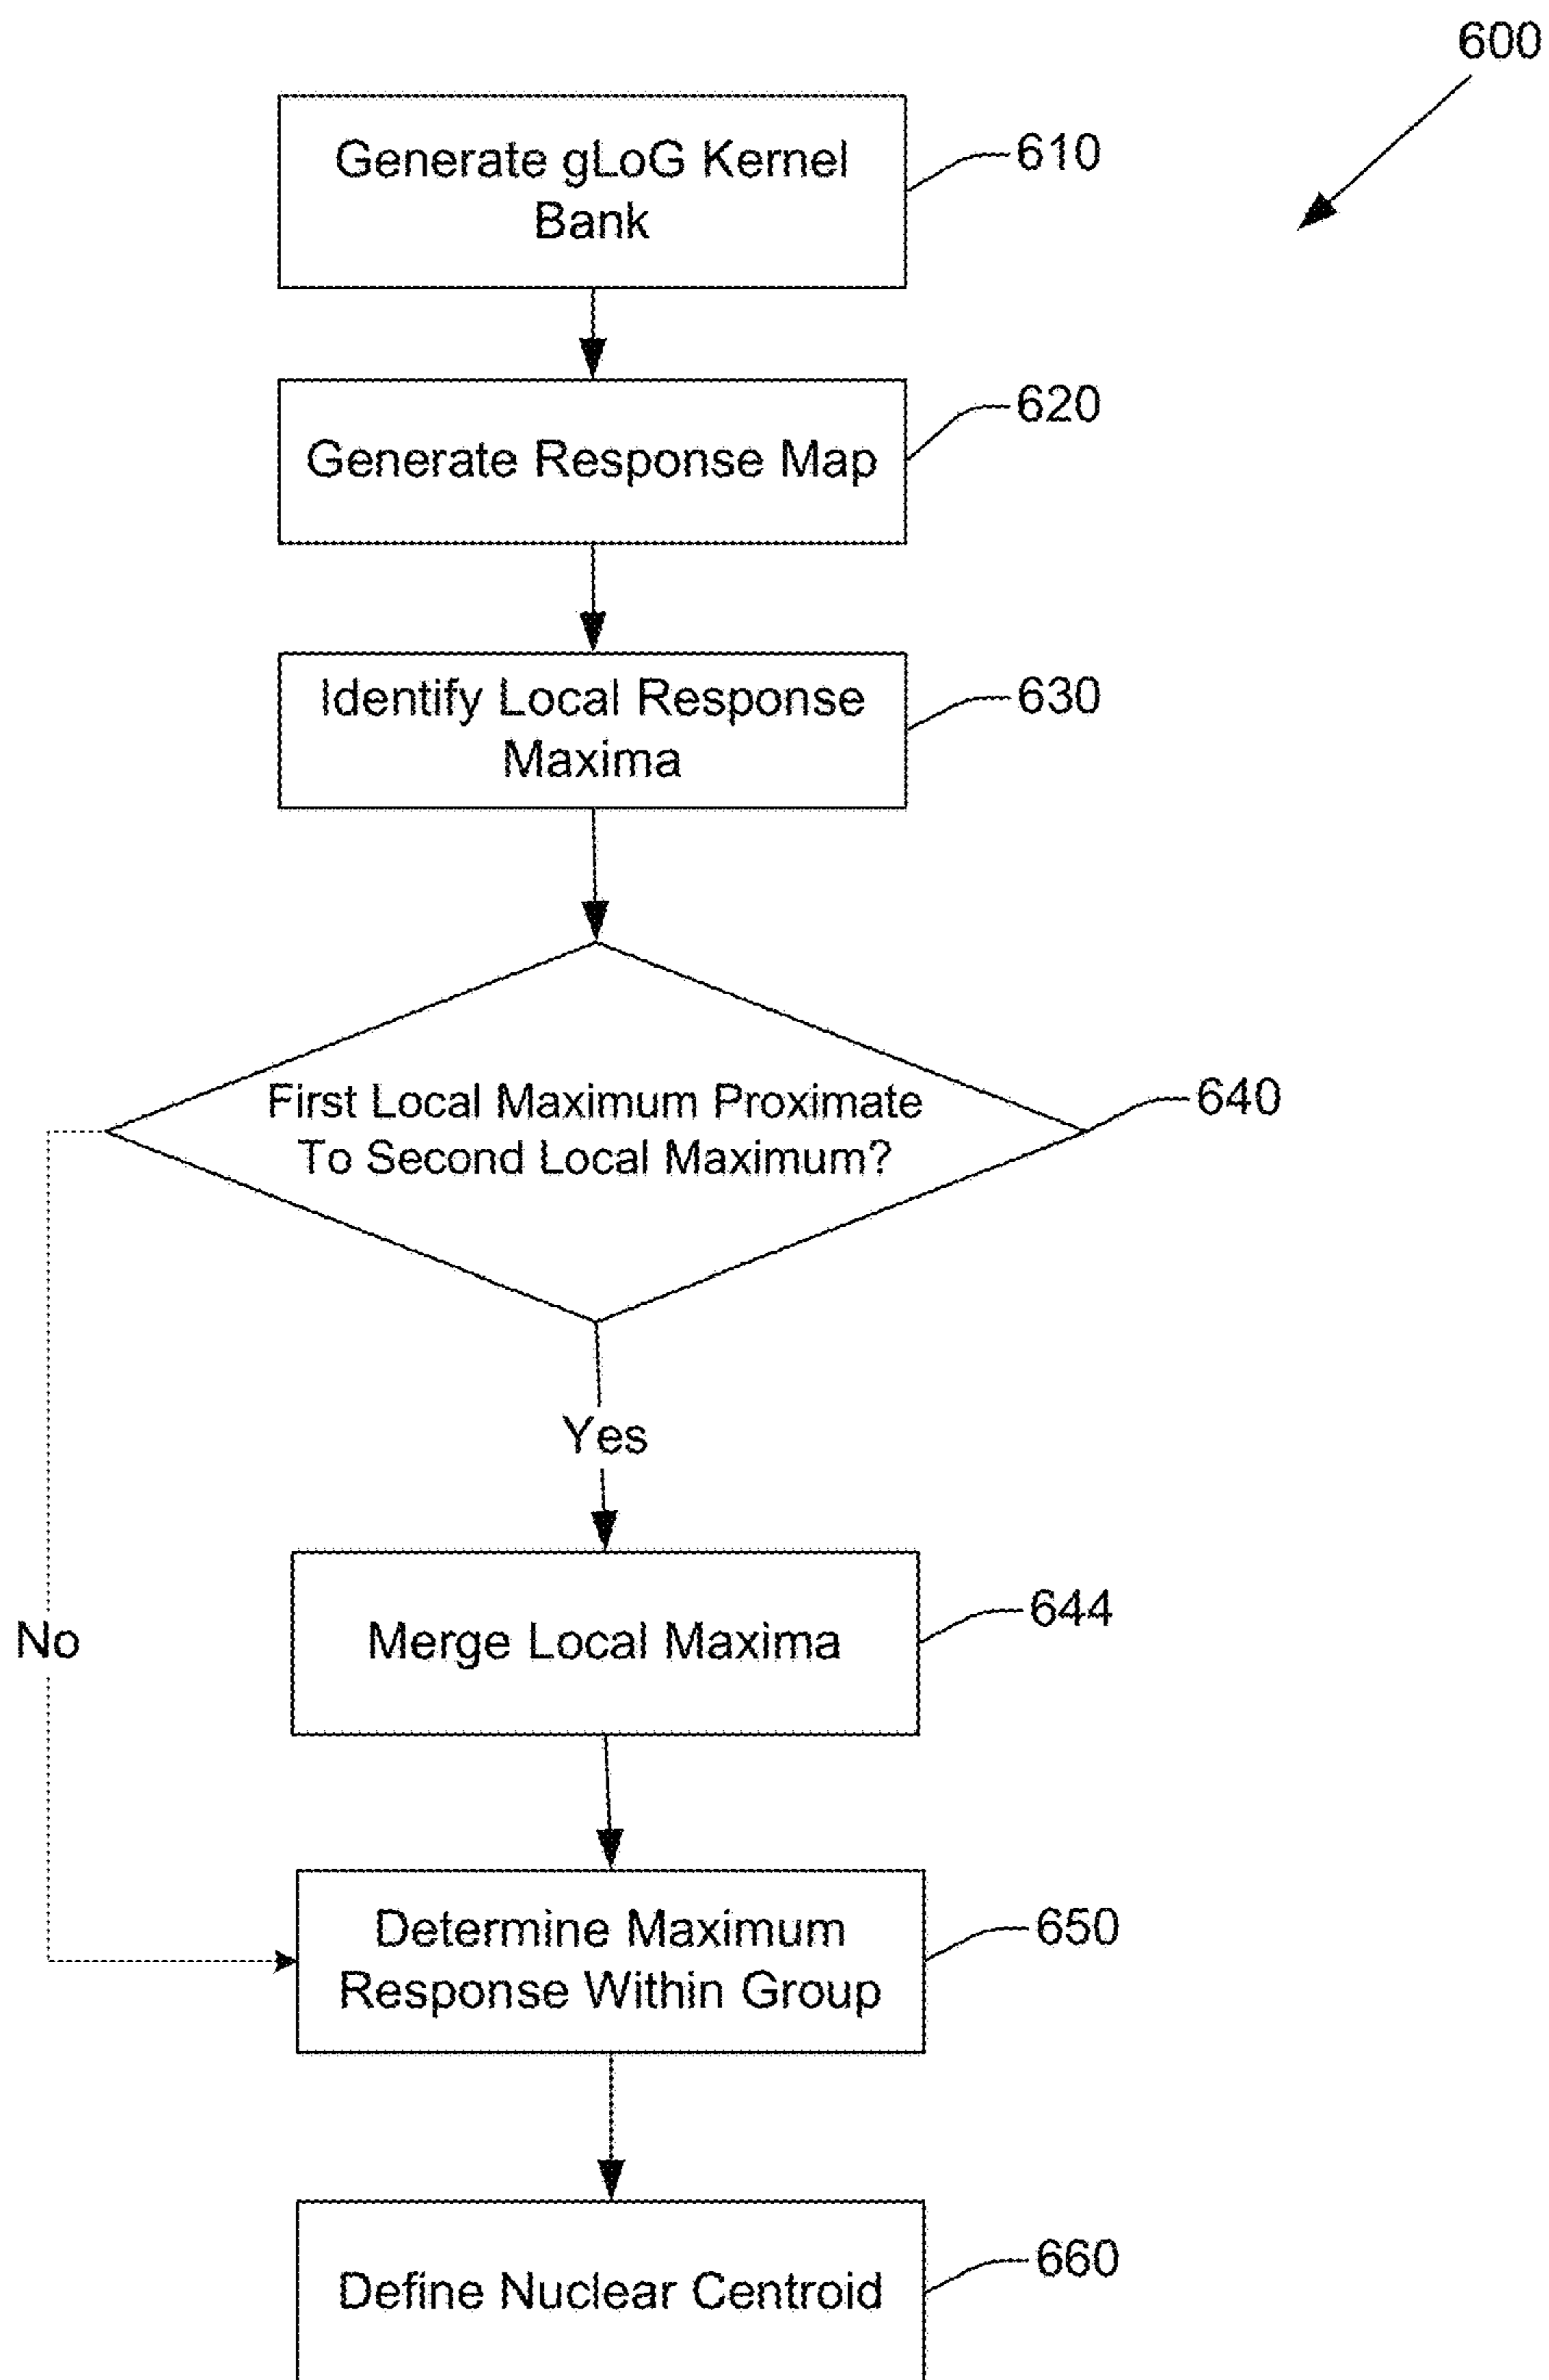 600
Generate gLoG Kernel
Bank
610
Generate Response Map
620
Identify Local Response
Maxima
630
First Local Maximum Proximate
To Second Local Maximum?
640
Yes
No
Merge Local Maxima
644
Determine Maximum
Response Within Group
650
Define Nuclear Centroid
660